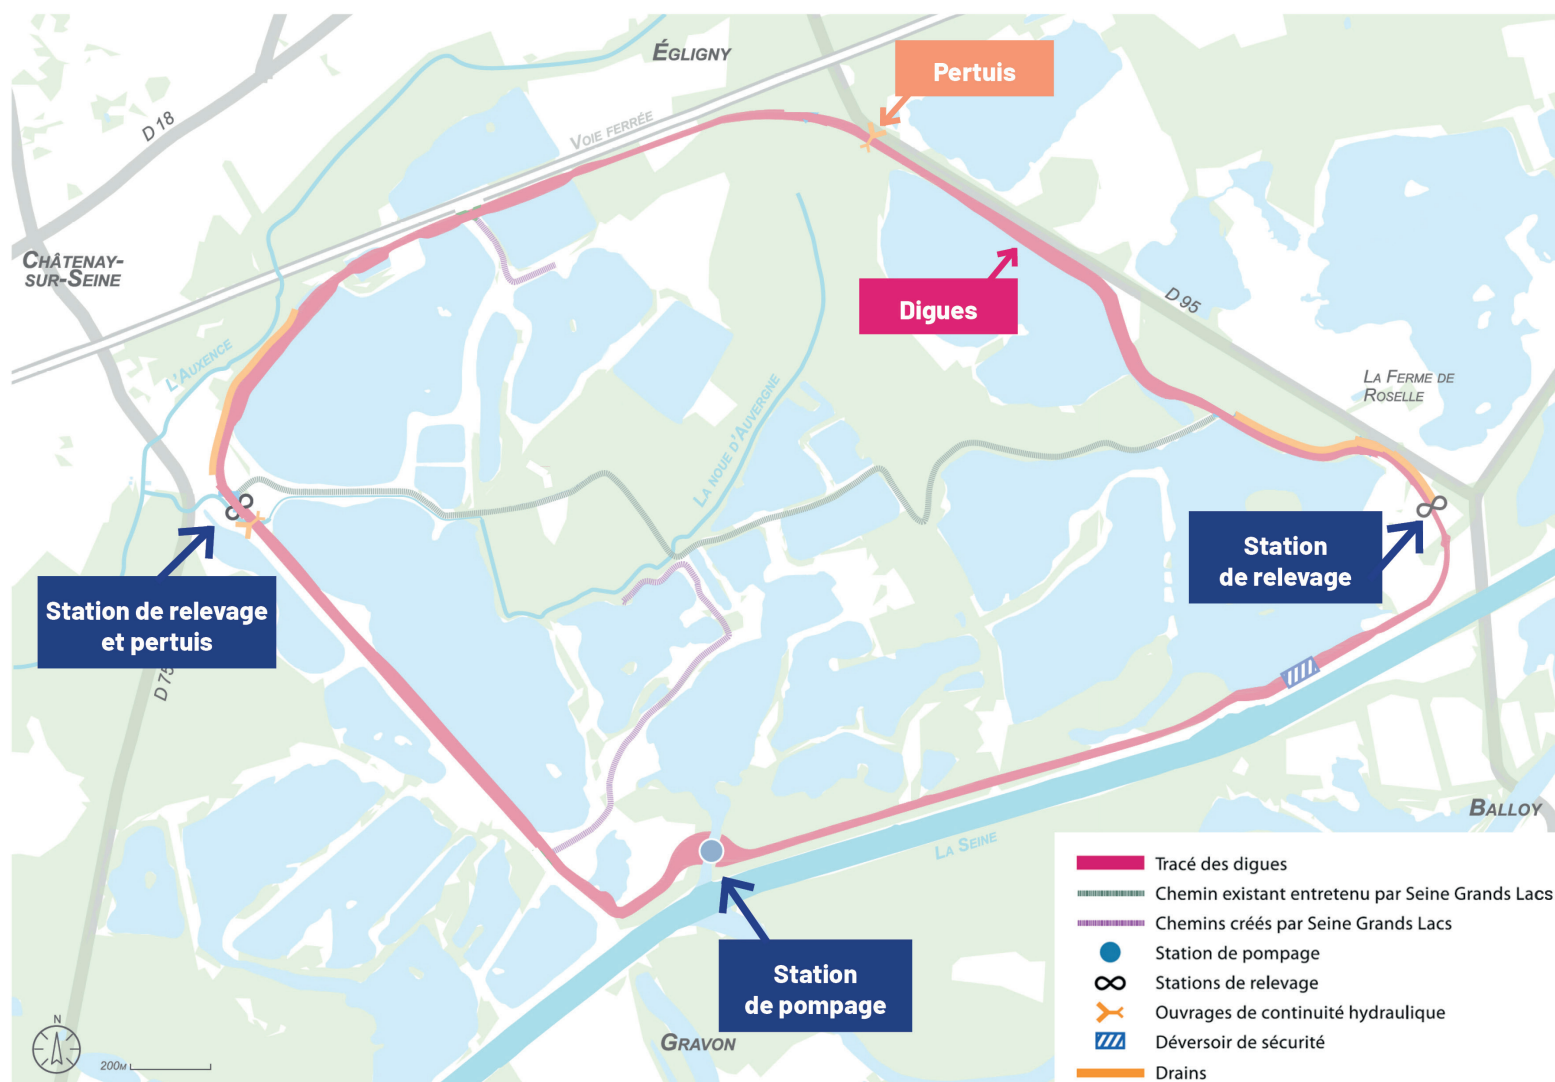 ÉGLIGNY
Pertuis
D 18
VOIE FERRÉE
CHÂTENAY-
SUR-SEINE
Digues
D 95
L'AUXENCE
LA FERME DE
ROSELLE
LA NOUE D'AUVERGNE
Station
de relevage
Station de relevage
et pertuis
D 75
BALLOY
LA SEINE
Station
de pompage
GRAVON
N
200M
Tracé des digues
Chemin existant entretenu par Seine Grands Lacs
Chemins créés par Seine Grands Lacs
Station de pompage
Stations de relevage
Ouvrages de continuité hydraulique
Déversoir de sécurité
Drains